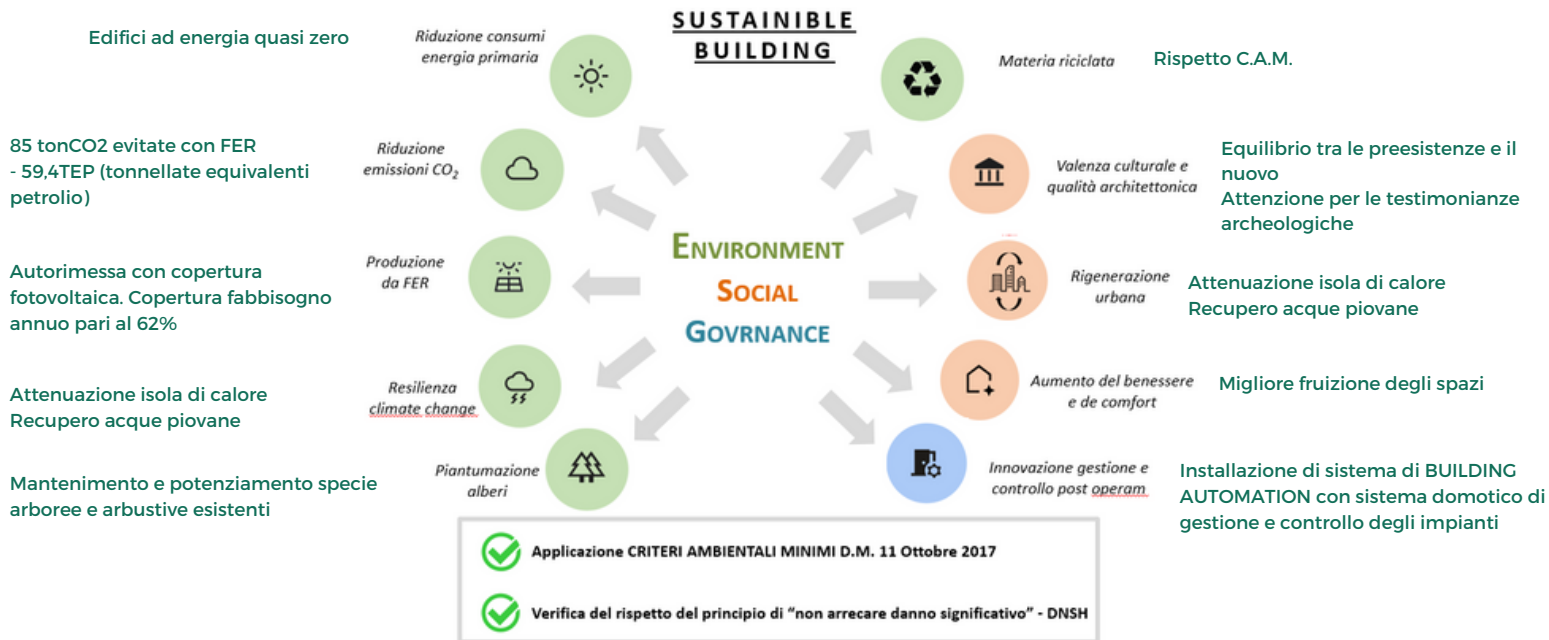 SUSTAINIBLE
BUILDING
Edifici ad energia quasi zero
Riduzione consumi
energia primaria
85 tonCO2 evitate con FER
- 59,4TEP (tonnellate equivalenti
petrolio)
Riduzione
emissioni CO2
Autorimessa con copertura
fotovoltaica. Copertura fabbisogno
annuo pari al 62%
Produzione
da FER
Attenuazione isola di calore
Recupero acque piovane
Resilienza
climate change
Mantenimento e potenziamento specie
arboree e arbustive esistenti
Piantumazione
alberi
ENVIRONMENT
SOCIAL
GOVRNANCE
Materia riciclata
Rispetto C.A.M.
Valenza culturale e
qualità architettonica
Equilibrio tra le preesistenze e il
nuovo
Attenzione per le testimonianze
archeologiche
Rigenerazione
urbana
Attenuazione isola di calore
Recupero acque piovane
Aumento del benessere
e de comfort
Migliore fruizione degli spazi
Innovazione gestione e
controllo post operam
Installazione di sistema di BUILDING
AUTOMATION con sistema domotico di
gestione e controllo degli impianti
Applicazione CRITERI AMBIENTALI MINIMI D.M. 11 Ottobre 2017
Verifica del rispetto del principio di “non arrecare danno significativo” - DNSH